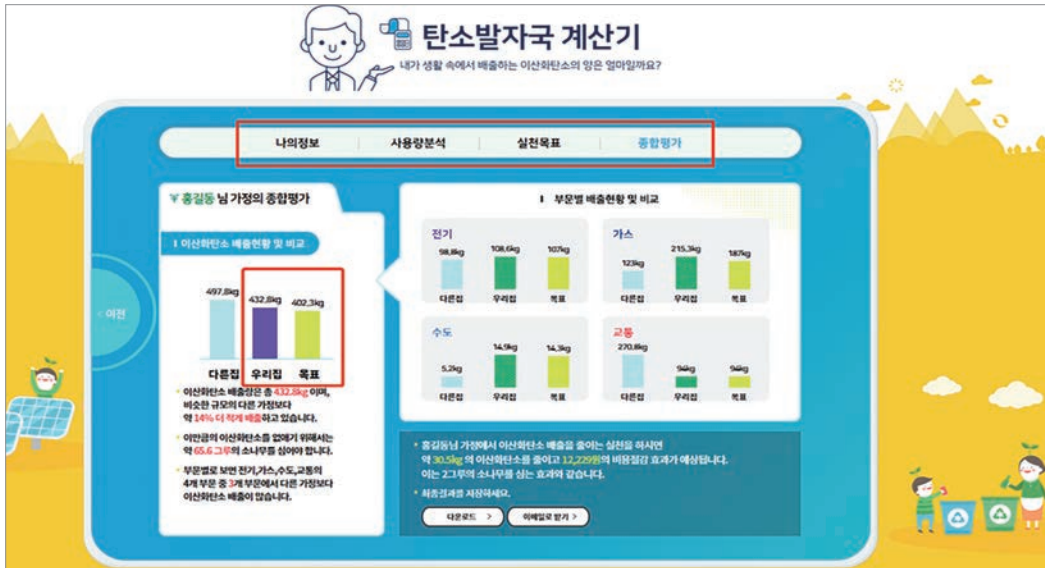 탄소발자국 계산기
내가 생활 속에서 배출하는 이산화탄소의 양은 얼마일까요?
나의정보 사용량분석 실천목표 종합평가
홍길동 님 가정의 종합평가
이산화탄소 배출현황 및 비교
497.8kg 432.8kg 402.3kg
다른집 우리집 목표
이산화탄소 배출량은 총 432.8kg 이며,
비슷한 규모의 다른 가정보다
약 14% 더 적게 배출하고 있습니다.
이만큼의 이산화탄소를 없애기 위해서는
약 65.6 그루의 소나무를 심어야 합니다.
부문별로 보면 전기,가스,수도,교통의
4개 부문 중 3개 부문에서 다른 가정보다
이산화탄소 배출이 많습니다.
< 이전
부문별 배출현황 및 비교
전기
98.8kg 108.6kg 107kg
다른집 우리집 목표
가스
123kg 215.3kg 187kg
다른집 우리집 목표
수도
5.2kg 14.9kg 14.3kg
다른집 우리집 목표
교통
270.8kg 94kg 94kg
다른집 우리집 목표
홍길동님 가정에서 이산화탄소 배출을 줄이는 실천을 하시면
약 30.5kg 의 이산화탄소를 줄이고 12,229원의 비용절감 효과가 예상됩니다.
이는 2그루의 소나무를 심는 효과와 같습니다.
최종결과를 저장하세요.
다운로드 > 이메일로 받기 >